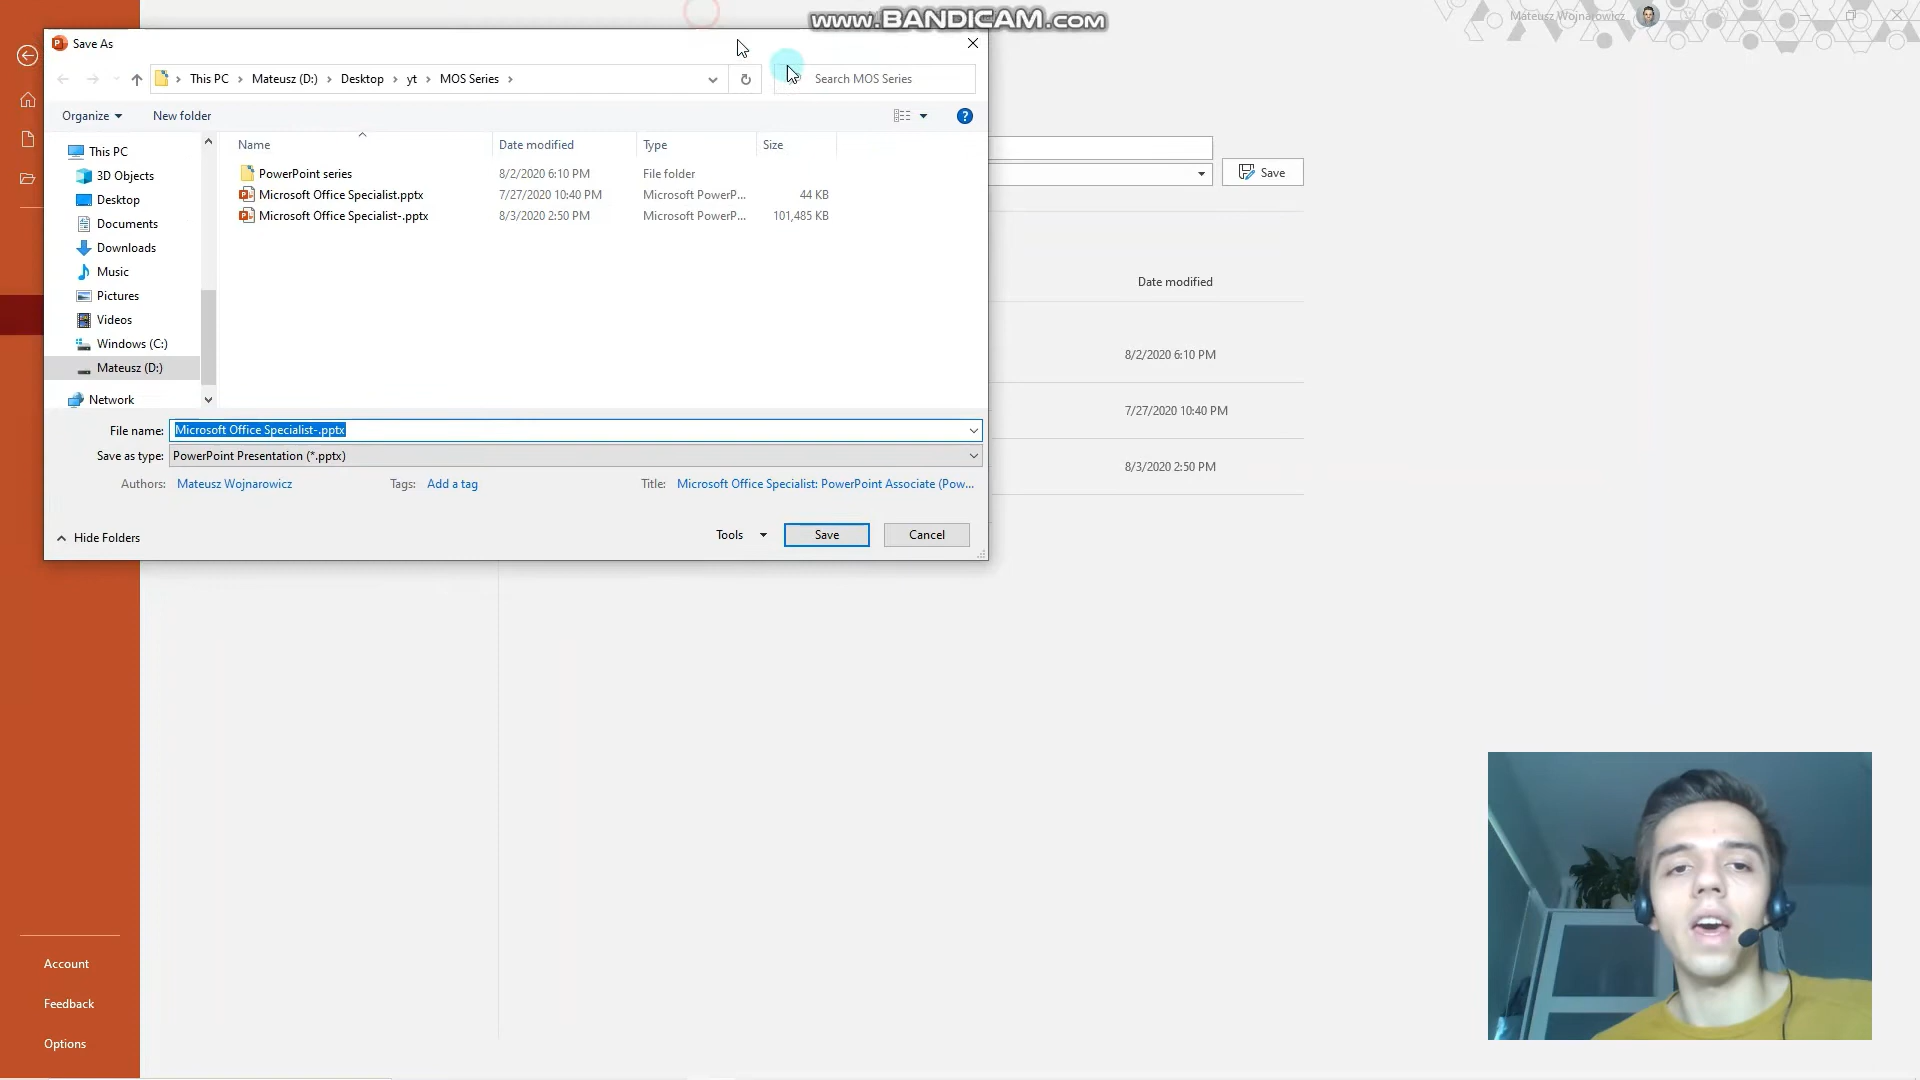 www.BANDICAM.com
Mateusz Wojnarowicz
Save As
This PC > Mateusz (D:) > Desktop > yt > MOS Series >
Search MOS Series
Organize
New folder
Name
Date modified
Type
Size
This PC
3D Objects
Desktop
Documents
Downloads
Music
Pictures
Videos
Windows (C:)
Mateusz (D:)
Network
PowerPoint series 8/2/2020 6:10 PM File folder
Microsoft Office Specialist.pptx 7/27/2020 10:40 PM Microsoft PowerP... 44 KB
Microsoft Office Specialist-.pptx 8/3/2020 2:50 PM Microsoft PowerP... 101,485 KB
File name: Microsoft Office Specialist-.pptx
Save as type: PowerPoint Presentation (*.pptx)
Authors: Mateusz Wojnarowicz
Tags: Add a tag
Title: Microsoft Office Specialist: PowerPoint Associate (Pow...
Hide Folders
Tools
Save
Cancel
Save
Date modified
8/2/2020 6:10 PM
7/27/2020 10:40 PM
8/3/2020 2:50 PM
Account
Feedback
Options